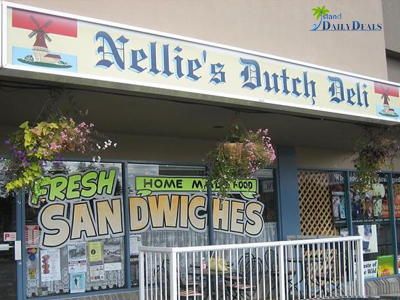 Island
DAILY DEALS
Nellie's Dutch Deli
FRESH
HOME MADE FOOD
SANDWICHES